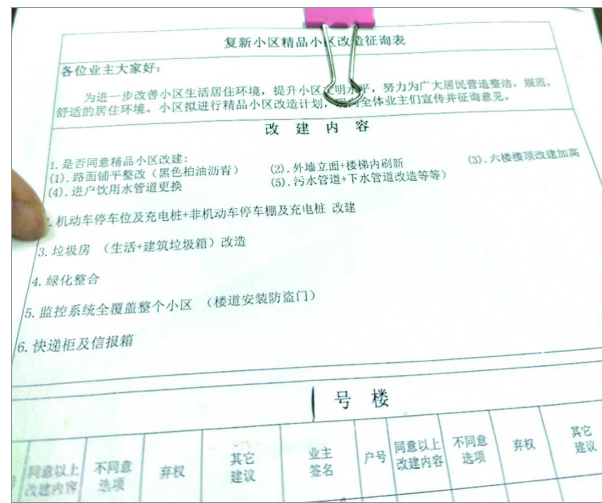 复新小区精品小区改造征询表
各位业主大家好:
为进一步改善小区生活居住环境，提升小区文明水平，努力为广大居民营造整洁，规范，
舒适的居住环境。小区拟进行精品小区改造计划，现向全体业主们宣传并征询意见。
改 建 内 容
1.是否同意精品小区改建:
(1).路面铺平整改（黑色柏油沥青） (2).外墙立面+楼梯内刷新 (3).六楼楼顶改建加高
(4).进户饮用水管道更换 (5).污水管道+下水管道改造等等)
2.机动车停车位及充电桩+非机动车停车棚及充电桩 改建
3.垃圾房 （生活+建筑垃圾箱）改造
4.绿化整合
5.监控系统全覆盖整个小区 （楼道安装防盗门）
6.快递柜及信报箱
号 楼
同意以上 不同意 弃权 其它 业主 户号 同意以上 不同意 弃权 其它
改建内容 选项 建议 签名 改建内容 选项 建议